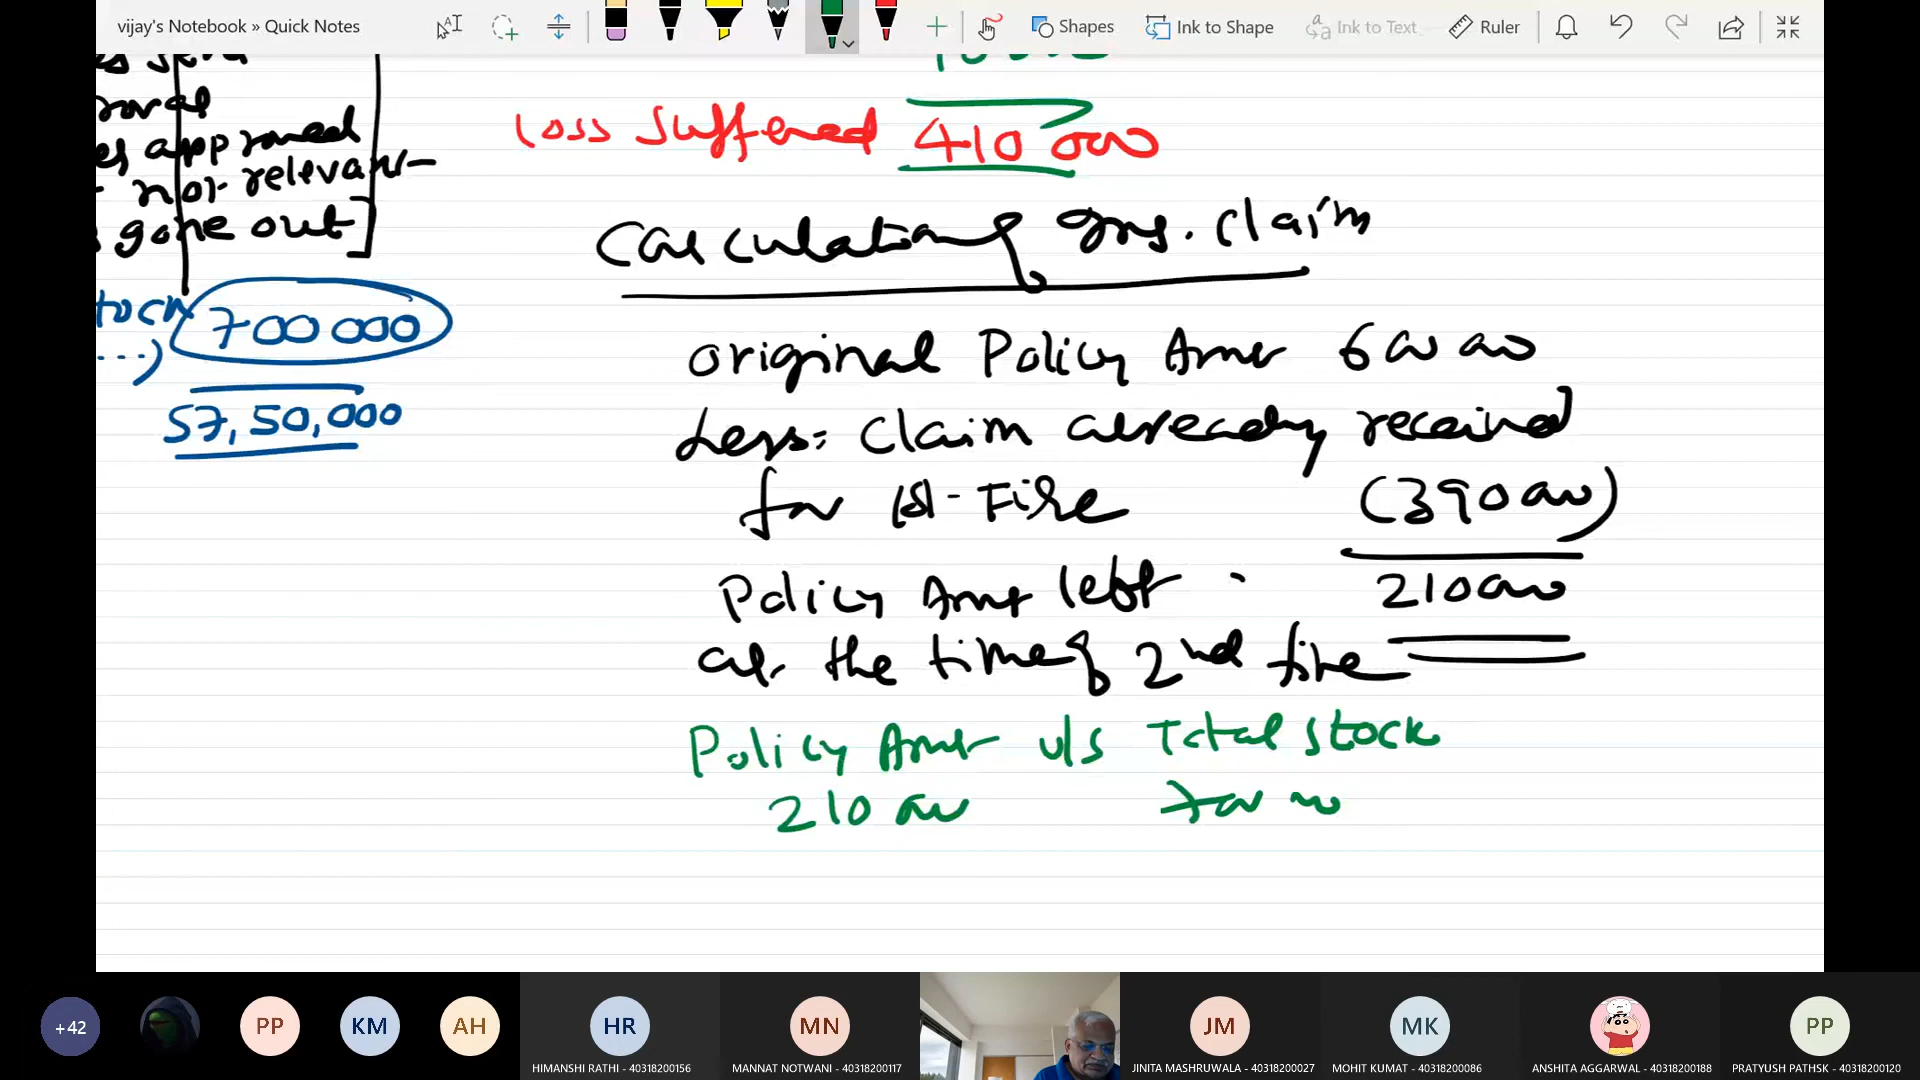 vijay's Notebook » Quick Notes
Shapes
Ink to Shape
Ink to Text
Ruler
approved
not relevant
gone out]
700 000
57,50,000
Loss suffered 410 000
Calculation of Ins. claim
original Policy Amt 600 000
Less: claim already received
for 1st Fire (390 000)
Policy Amt left 210 000
at the time of 2nd fire
Policy Amt v/s Total stock
210 000 700 000
+42
PP
KM
AH
HR
HIMANSHI RATHI - 40318200156
MN
MANNAT NOTWANI - 40318200117
JM
JINITA MASHRUWALA - 40318200027
MK
MOHIT KUMAT - 40318200086
ANSHITA AGGARWAL - 40318200188
PP
PRATYUSH PATHSK - 40318200120